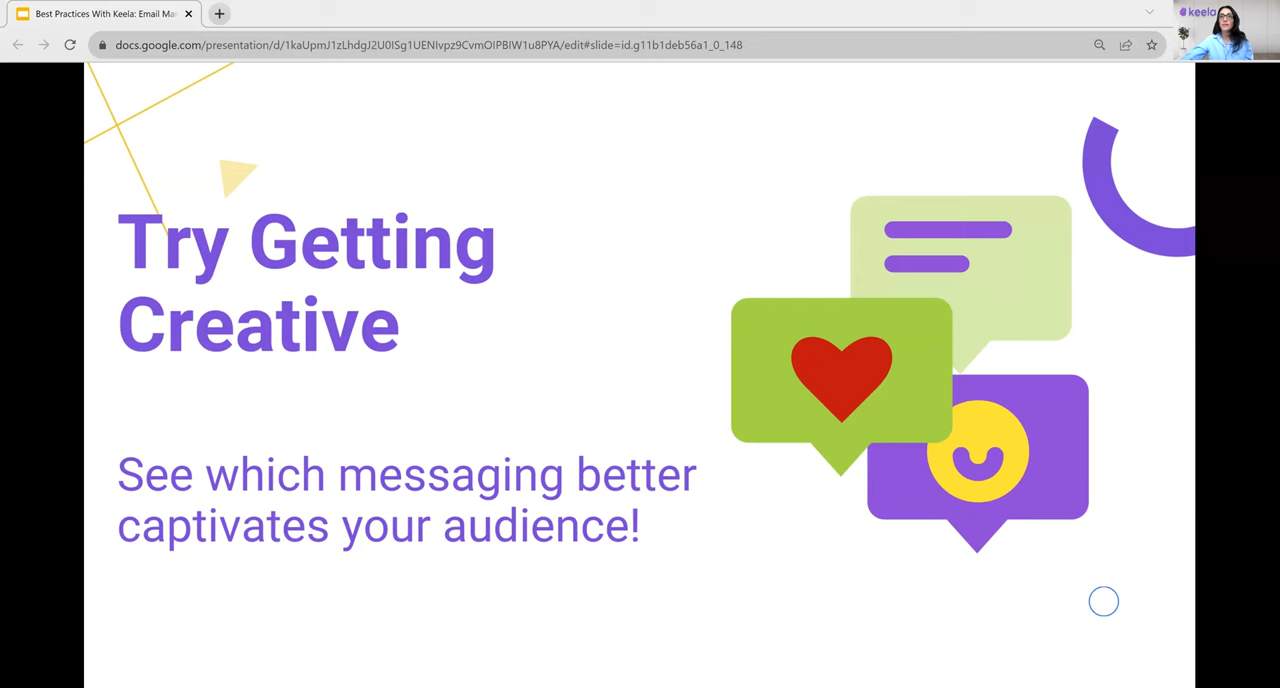 Best Practices With Keela: Email Mar
docs.google.com/presentation/d/1kaUpmJ1zLhdgJ2U0ISg1UENIvpz9CvmOIPBIW1u8PYA/edit#slide=id.g11b1deb56a1_0_148
keela
Try Getting
Creative
See which messaging better
captivates your audience!